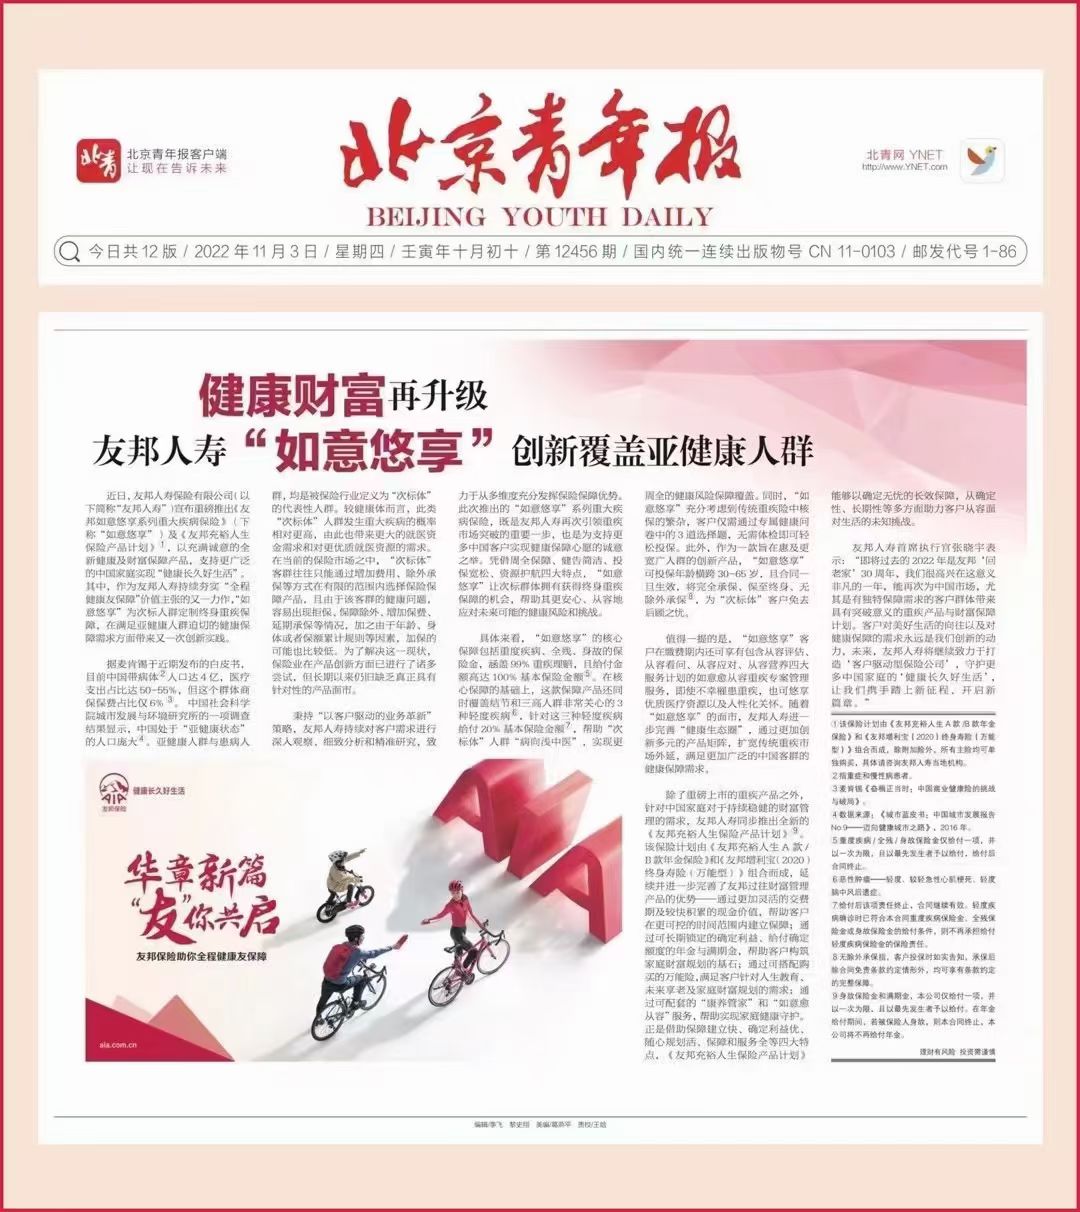 北青
北京青年报客户端
让现在告诉未来
北京青年报
BEIJING YOUTH DAILY
北青网 YNET
http://www.YNET.com
今日共12版 / 2022年11月3日 / 星期四 / 壬寅年十月初十 / 第12456期 / 国内统一连续出版物号 CN 11-0103 / 邮发代号1-86
健康财富再升级
友邦人寿“如意悠享”创新覆盖亚健康人群
近日，友邦人寿保险有限公司（以
下简称“友邦人寿”）宣布重磅推出《友
邦如意悠享系列重大疾病保险》（下
称“如意悠享”）及《友邦充裕人生
保险产品计划》1，以充满诚意的全
新健康及财富保障产品，支持更广泛
的中国家庭实现“健康长久好生活”。
其中，作为友邦人寿持续夯实“全程
健康友保障”价值主张的又一力作，“如
意悠享”为次标人群定制终身重疾保
障，在满足亚健康人群迫切的健康保
障需求方面带来又一次创新实践。
据麦肯锡于近期发布的白皮书，
目前中国带病体2人口达4亿，医疗
支出占比达50-55%，但这个群体商
保保费占比仅6%3。中国社会科学
院城市发展与环境研究所的一项调查
结果显示，中国处于“亚健康状态”
的人口庞大4。亚健康人群与患病人
群，均是被保险行业定义为“次标体”
的代表性人群。较健康体而言，此类
“次标体”人群发生重大疾病的概率
相对更高，由此也带来更大的就医资
金需求和对更优质就医资源的需求。
在当前的保险市场之中，“次标体”
客群往往只能通过增加费用、除外承
保等方式在有限的范围内选择保险保
障产品，且由于该客群的健康问题，
容易出现拒保、保障除外、增加保费、
延期承保等情况，加之由于年龄、身
体或者保额累计规则等因素，加保的
可能也比较低。为了解决这一现状，
保险业在产品创新方面已进行了诸多
尝试，但长期以来仍旧缺乏真正具有
针对性的产品面市。
秉持“以客户驱动的业务革新”
策略，友邦人寿持续对客户需求进行
深入观察、细致分析和精准研究，致
力于从多维度充分发挥保险保障优势。
此次推出的“如意悠享”系列重大疾
病保险，既是友邦人寿再次引领重疾
市场突破的重要一步，也是为支持更
多中国客户实现健康保障心愿的诚意
之举。凭借周全保障、健告简洁、投
保宽松、资源护航四大特点，“如意
悠享”让次标群体拥有获得终身重疾
保障的机会，帮助其更安心、从容地
应对未来可能的健康风险和挑战。
具体来看，“如意悠享”的核心
保障包括重度疾病、全残、身故的保
险金，涵盖99%重疾理赔，且给付金
额高达100%基本保险金额5。在核
心保障的基础上，这款保障产品还同
时覆盖结节和三高人群非常关心的3
种轻度疾病6，针对这三种轻度疾病
给付20%基本保险金额7，帮助“次
标体”人群“病向浅中医”，实现更
周全的健康风险保障覆盖。同时，“如
意悠享”充分考虑到传统重疾险中核
保的繁杂，客户仅需通过专属健康问
卷中的3道选择题，无需体检即可轻
松投保。此外，作为一款旨在惠及更
宽广人群的创新产品，“如意悠享”
可投保年龄横跨30-65岁，且合同一
旦生效，将完全承保，保至终身、无
除外承保8，为“次标体”客户免去
后顾之忧。
值得一提的是，“如意悠享”客
户在缴费期内还可享有包含从容评估、
从容看问、从容应对、从容营养四大
服务计划的如意愈从容重疾专案管理
服务，即使不幸罹患重疾，也可悠享
优质医疗资源以及人性化关怀。随着
“如意悠享”的面市，友邦人寿进一
步完善“健康生态圈”，通过更加创
新多元的产品矩阵，扩宽传统重疾市
场外延，满足更加广泛的中国客群的
健康保障需求。
除了重磅上市的重疾产品之外，
针对中国家庭对于持续稳健的财富管
理的需求，友邦人寿同步推出全新的
《友邦充裕人生保险产品计划》9。
该保险计划由《友邦充裕人生A款/
B款年金保险》和《友邦增利宝（2020）
终身寿险（万能型）》组合而成，延
续并进一步完善了友邦过往财富管理
产品的优势——通过更加灵活的交费
期及较快积累的现金价值，帮助客户
在更可控的时间范围内建立保障；通
过可长期锁定的确定利益、给付确定
额度的年金与满期金，帮助客户构筑
家庭财富规划的基石；通过可搭配购
买的万能险，满足客户针对人生教育、
未来享老及家庭财富规划的需求；通
过可配套的“康养管家”和“如意愈
从容”服务，帮助实现家庭健康守护。
正是借助保障建立快、确定利益优、
随心规划活、保障和服务全等四大特
点，《友邦充裕人生保险产品计划》
能够以确定无忧的长效保障，从确定
性、长期性等多方面助力客户从容面
对生活的未知挑战。
友邦人寿首席执行官张晓宇表
示：“即将过去的2022年是友邦‘回
老家’30周年，我们很高兴在这意义
非凡的一年，能再次为中国市场，尤
其是有独特保障需求的客户群体带来
具有突破意义的重疾产品与财富保障
计划。客户对美好生活的向往以及对
健康保障的需求永远是我们创新的动
力，未来，友邦人寿将继续致力于打
造‘客户驱动型保险公司’，守护更
多中国家庭的‘健康长久好生活’，
让我们携手踏上新征程，开启新
篇章。”
1该保险计划由《友邦充裕人生A款/B款年金
保险》和《友邦增利宝（2020）终身寿险（万能
型）》组合而成，除附加险外，所有主险均可单
独购买，具体请咨询友邦人寿当地机构。
2指重症和慢性病患者。
3麦肯锡《奋楫正当时：中国商业健康险的挑战
与破局》。
4数据来源：《城市蓝皮书：中国城市发展报告
No.9——迈向健康城市之路》，2016年。
5重度疾病/全残/身故保险金仅给付一项，并
以一次为限，且以最先发生者予以给付，给付后
合同终止。
6恶性肿瘤——轻度、较轻急性心肌梗死、轻度
脑中风后遗症。
7给付后该项责任终止，合同继续有效。轻度疾
病确诊时已符合本合同重度疾病保险金、全残保
险金或身故保险金的给付条件，则不再承担给付
轻度疾病保险金的保险责任。
8无除外承保指，客户投保时如实告知，承保后
除合同免责条款约定情形外，均可享有条款约定
的完整保障。
9身故保险金和满期金，本公司仅给付一项，并
以一次为限，且以最先发生者予以给付。在年金
给付期间，若被保险人身故，则本合同终止，本
公司将不再给付年金。
理财有风险 投资需谨慎
AIA
友邦保险
健康长久好生活
华章新篇
“友”你共启
友邦保险助你全程健康友保障
aia.com.cn